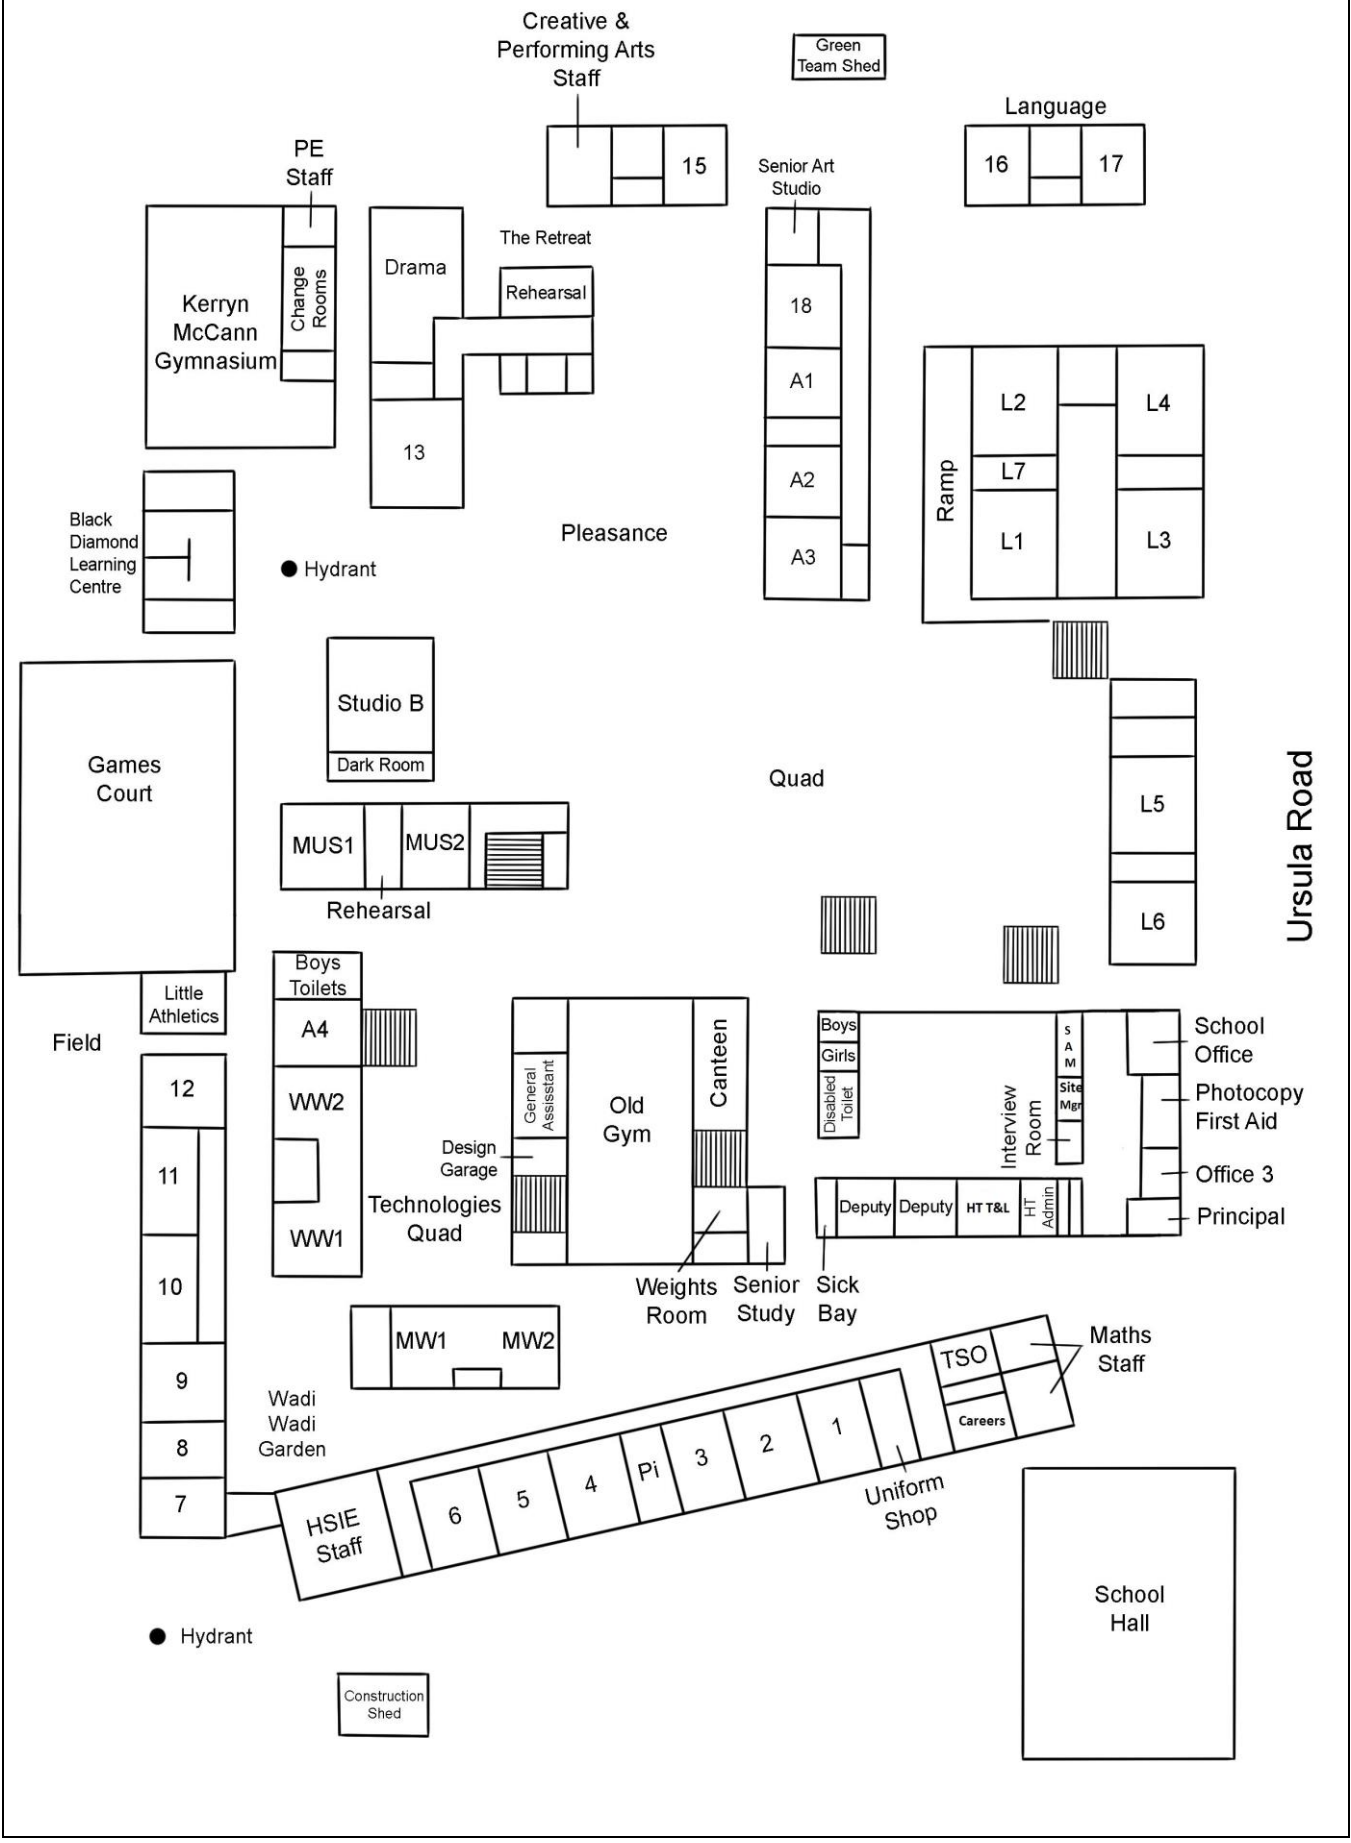 Creative &
Performing Arts
Staff
Green
Team Shed
Language
PE
Staff
15
Senior Art
Studio
16
17
The Retreat
Drama
Rehearsal
Change
Rooms
Kerryn
McCann
Gymnasium
18
A1
L2
L4
13
A2
L7
Ramp
Black
Diamond
Learning
Centre
Hydrant
Pleasance
A3
L1
L3
Studio B
Dark Room
Games
Court
Quad
L5
Ursula Road
MUS1
MUS2
Rehearsal
L6
Boys
Toilets
Little
Athletics
Field
A4
12
WW2
11
General
Assisstant
Old
Gym
Canteen
Boys
Girls
Disabled
Toilet
S
A
M
Site
Mgr
Interview
Room
School
Office
Photocopy
First Aid
Office 3
Principal
Design
Garage
Technologies
Quad
WW1
10
Deputy
Deputy
HT T&L
HT
Admin
Weights
Room
Senior
Study
Sick
Bay
MW1
MW2
Maths
Staff
TSO
Careers
9
Wadi
Wadi
Garden
8
7
HSIE
Staff
6
5
4
Pi
3
2
1
Uniform
Shop
School
Hall
Hydrant
Construction
Shed